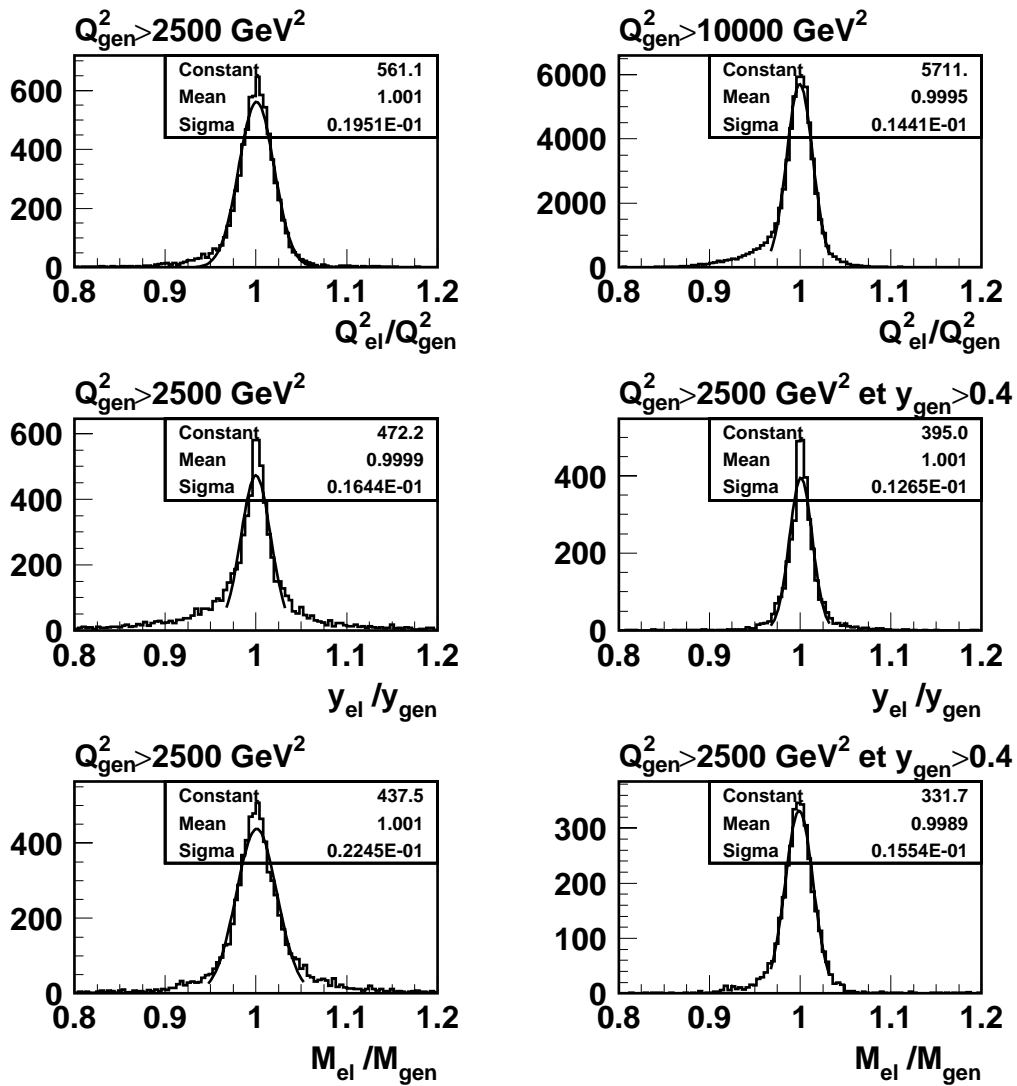 Q²gen>2500 GeV²
Constant 561.1
Mean 1.001
Sigma 0.1951E-01
600
400
200
0
0.8 0.9 1 1.1 1.2
Q²el/Q²gen
Q²gen>10000 GeV²
Constant 5711.
Mean 0.9995
Sigma 0.1441E-01
6000
4000
2000
0
0.8 0.9 1 1.1 1.2
Q²el/Q²gen
Q²gen>2500 GeV²
Constant 472.2
Mean 0.9999
Sigma 0.1644E-01
600
400
200
0
0.8 0.9 1 1.1 1.2
yel /ygen
Q²gen>2500 GeV² et ygen>0.4
Constant 395.0
Mean 1.001
Sigma 0.1265E-01
400
200
0
0.8 0.9 1 1.1 1.2
yel /ygen
Q²gen>2500 GeV²
Constant 437.5
Mean 1.001
Sigma 0.2245E-01
400
200
0
0.8 0.9 1 1.1 1.2
Mel /Mgen
Q²gen>2500 GeV² et ygen>0.4
Constant 331.7
Mean 0.9989
Sigma 0.1554E-01
300
200
100
0
0.8 0.9 1 1.1 1.2
Mel /Mgen